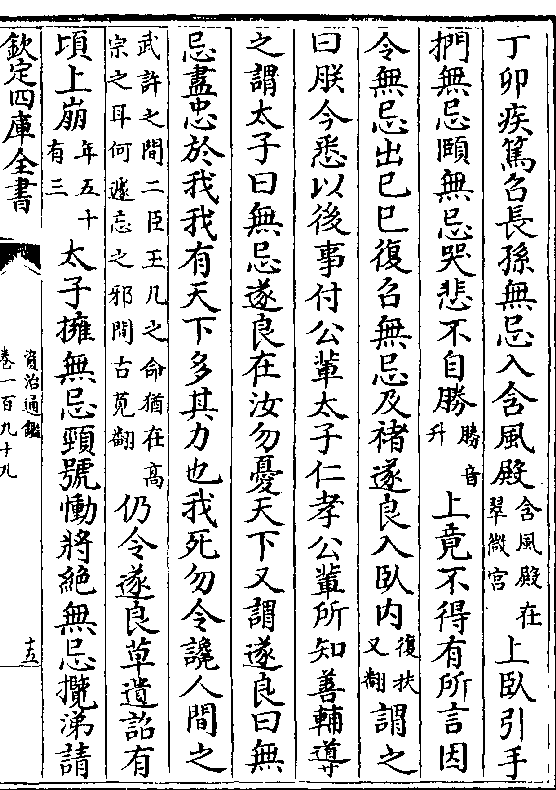 丁卯疾篤召長孫無忌入含風殿含風殿在翠微宫上卧引手
捫無忌頤無忌哭悲不自勝勝音升上竟不得有所言因
令無忌出己巳復召無忌及褚遂良入卧内復扶又翻謂之
曰朕今悉以後事付公輩太子仁孝公輩所知善輔導
之謂太子曰無忌遂良在汝勿憂天下又謂遂良曰無
忌盡忠於我我有天下多其力也我死勿令讒人間之
武許之間二臣王几之命猶在髙宗之耳何遽忘之邪間古莧翻仍令遂良草遺詔有
頃上崩年五十有三太子擁無忌頸號慟將絶無忌攬涕請
欽定四庫全書
資治通鑑
卷一百九十九
十五